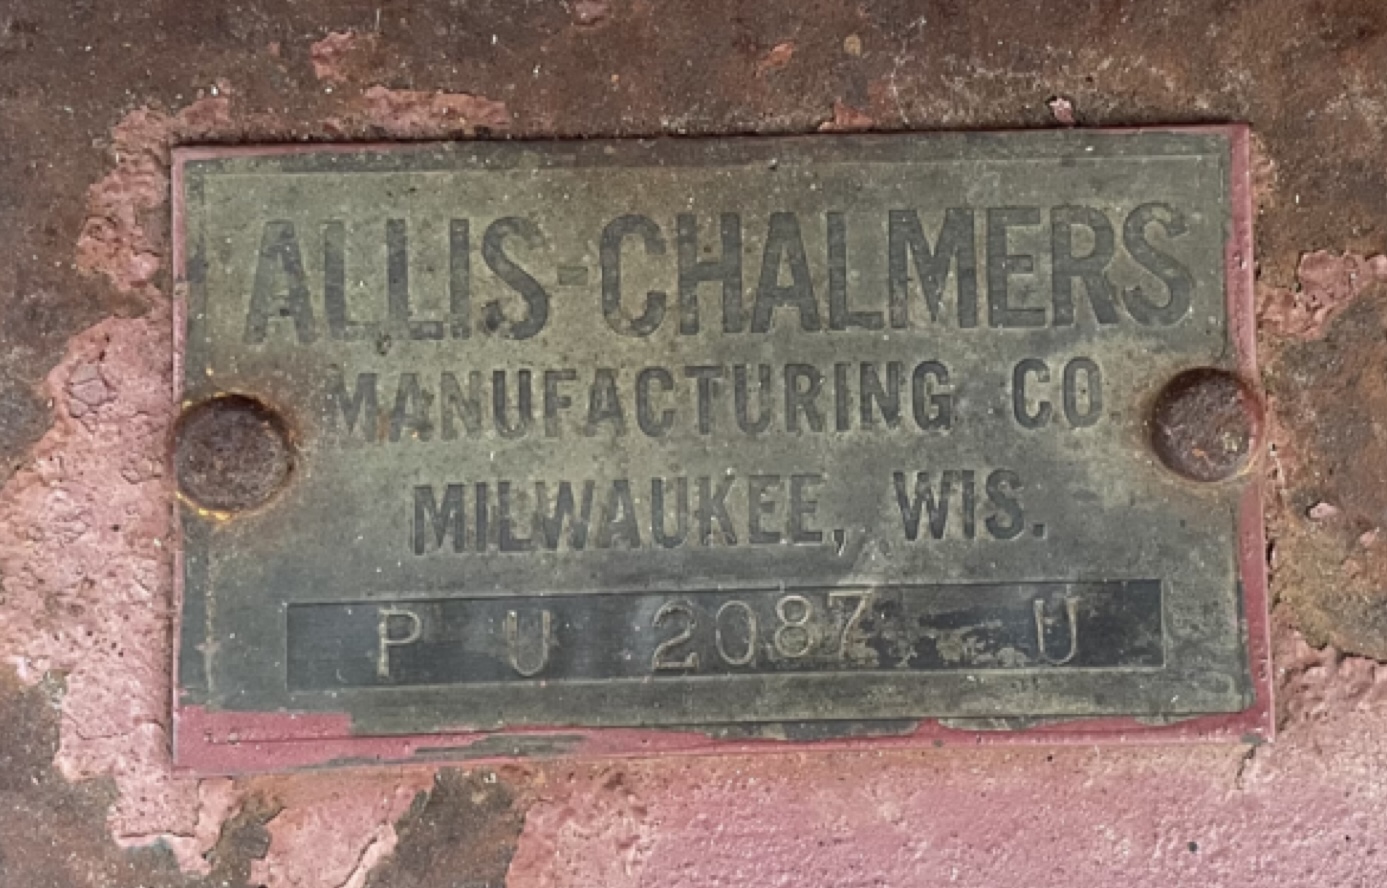 ALLIS-CHALMERS
MANUFACTURING CO
MILWAUKEE, WIS.
P U 2087 U